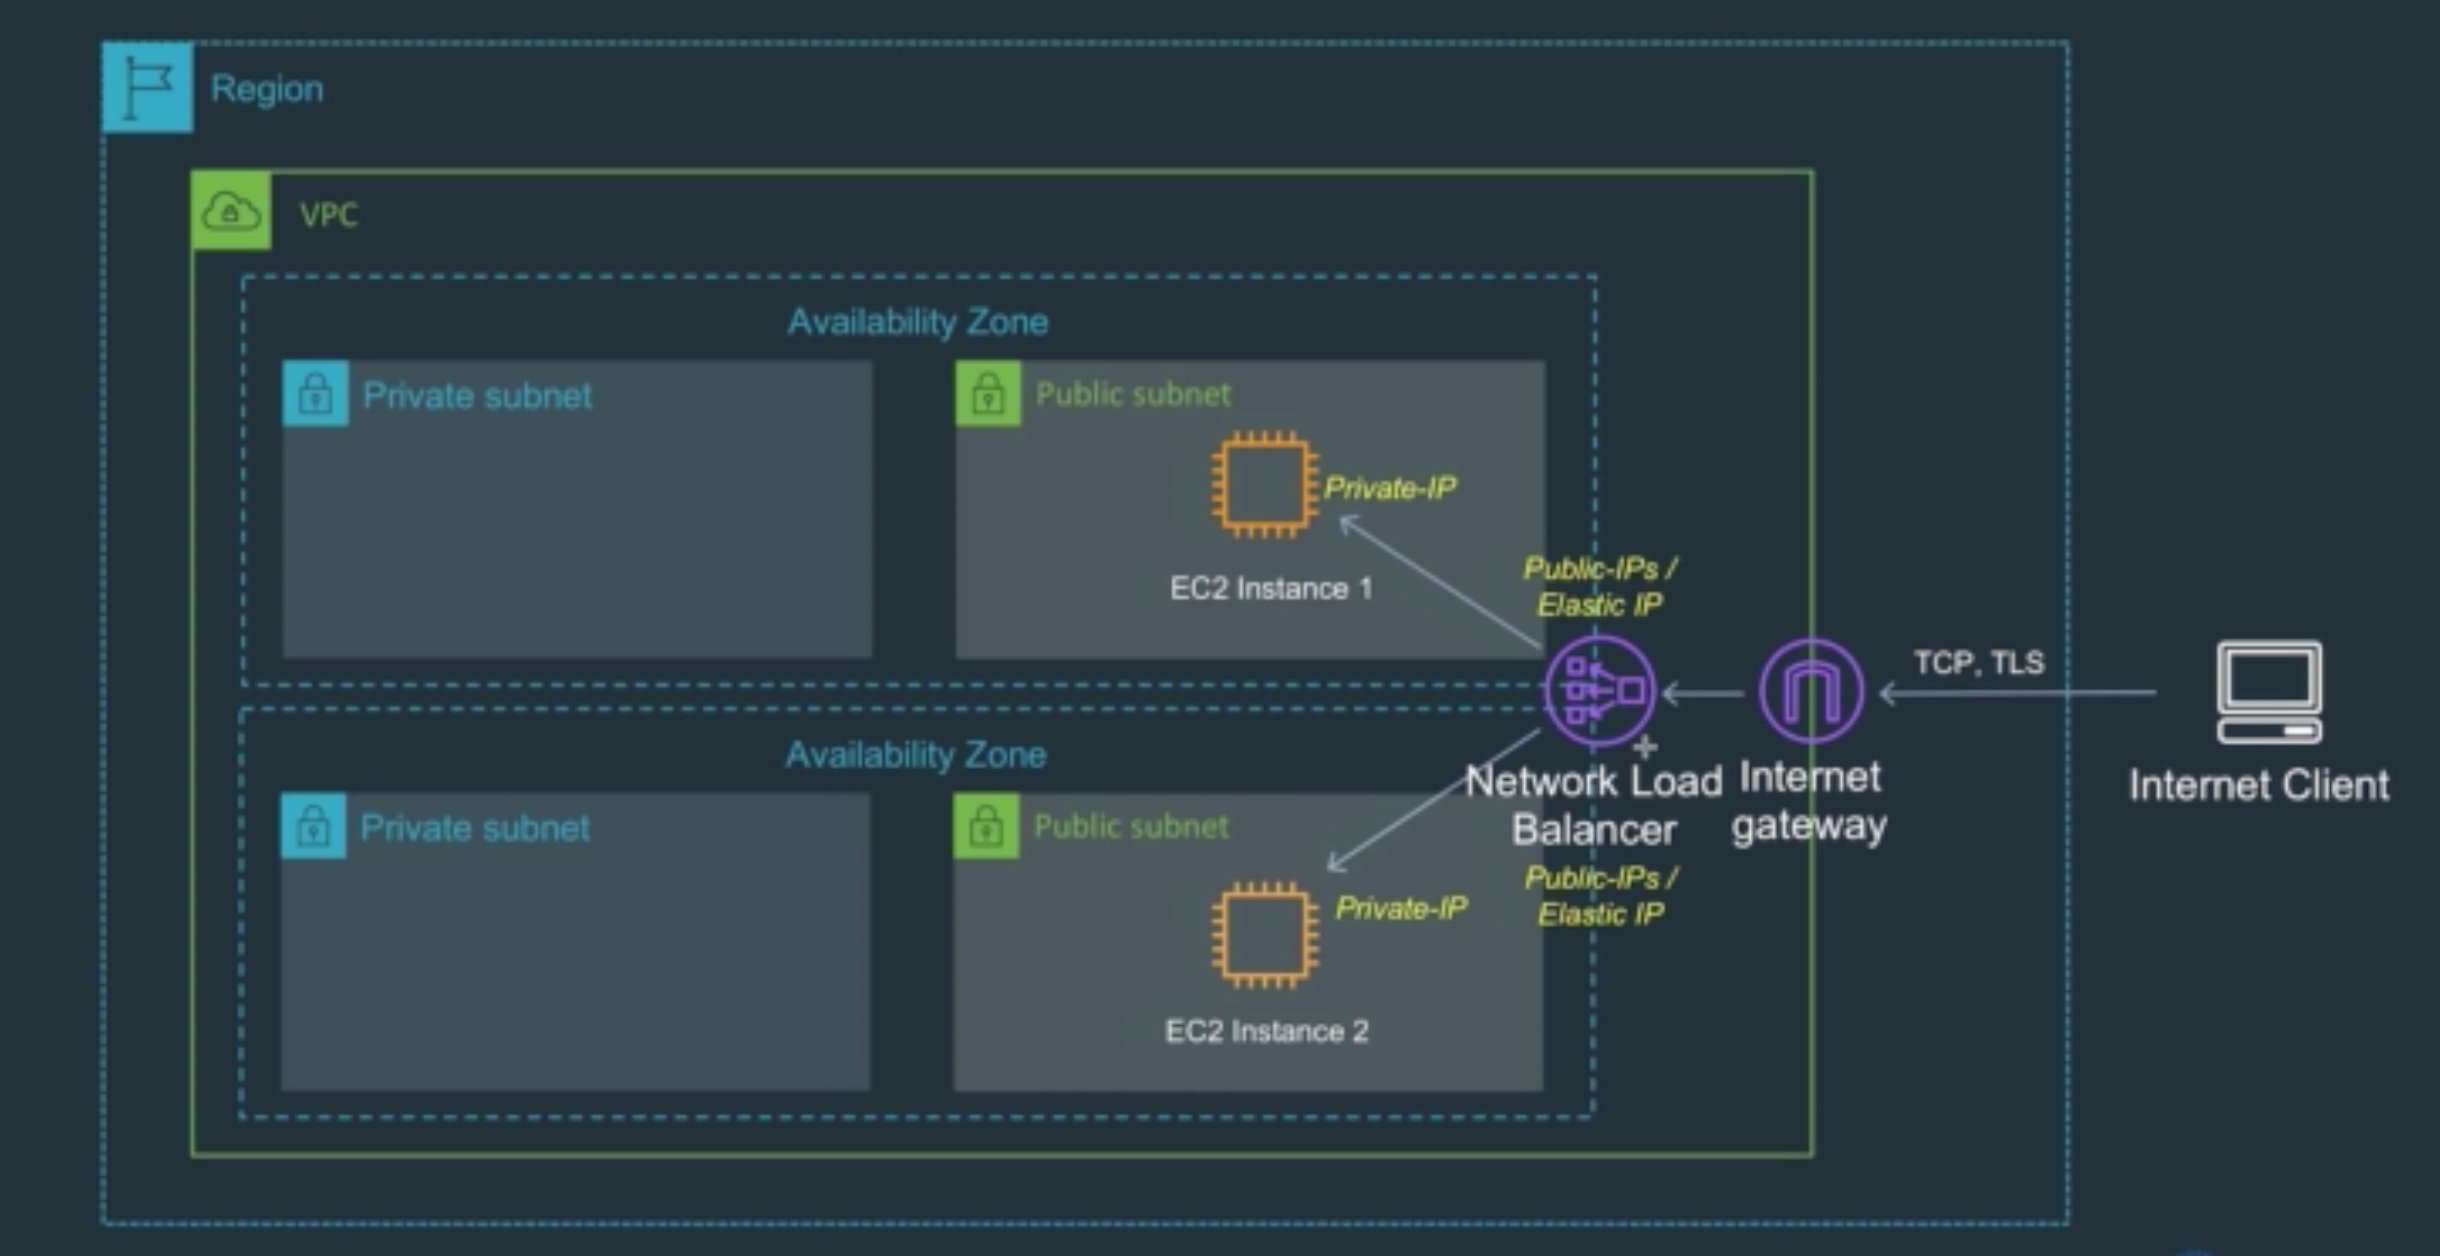 Region
VPC
Availability Zone
Private subnet
Public subnet
Private-IP
EC2 Instance 1
Public-IPs /
Elastic IP
TCP, TLS
Network Load
Balancer
Internet
gateway
Internet Client
Availability Zone
Private subnet
Public subnet
Public-IPs /
Elastic IP
Private-IP
EC2 Instance 2